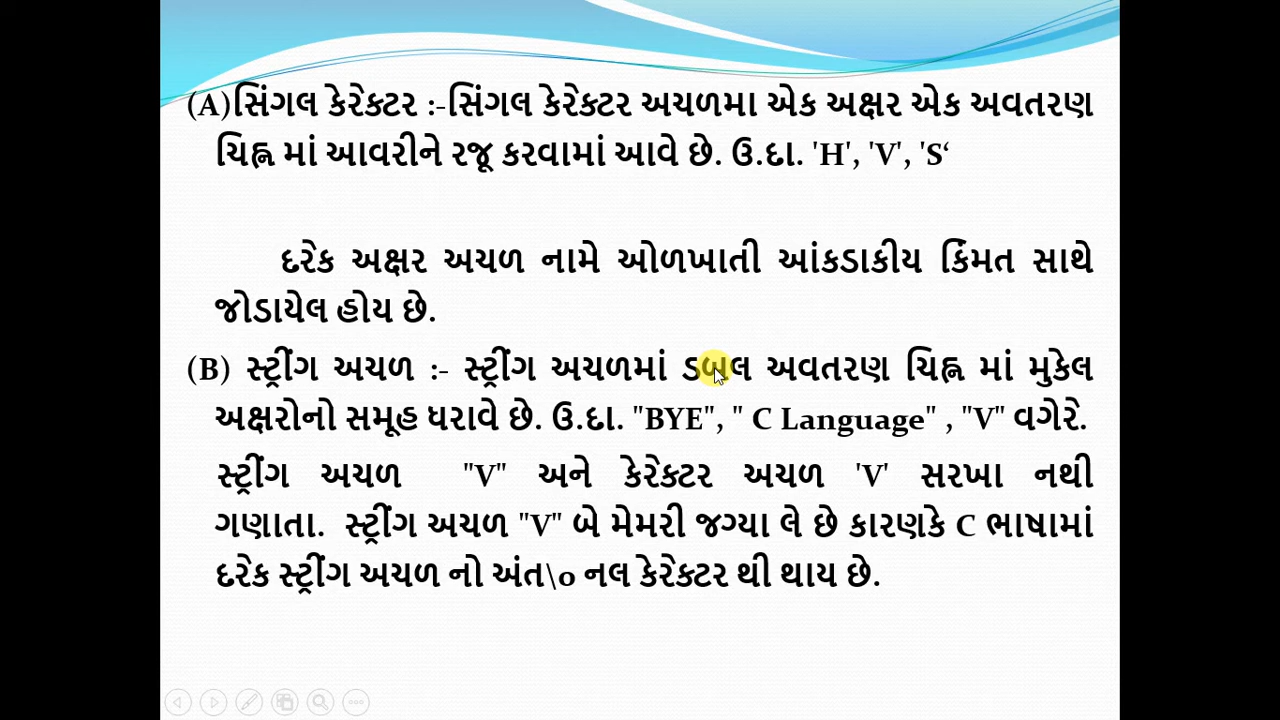 (A)સિંગલ કેરેક્ટર :-સિંગલ કેરેક્ટર અચળમા એક અક્ષર એક અવતરણ
ચિહ્ન માં આવરીને રજૂ કરવામાં આવે છે. ઉ.દા. 'H', 'V', 'S‘
દરેક અક્ષર અચળ નામે ઓળખાતી આંકડાકીય કિંમત સાથે
જોડાયેલ હોય છે.
(B) સ્ટ્રીંગ અચળ :- સ્ટ્રીંગ અચળમાં ડબલ અવતરણ ચિહ્ન માં મુકેલ
અક્ષરોનો સમૂહ ધરાવે છે. ઉ.દા. "BYE", " C Language" , "V" વગેરે.
સ્ટ્રીંગ અચળ "V" અને કેરેક્ટર અચળ 'V' સરખા નથી
ગણાતા. સ્ટ્રીંગ અચળ "V" બે મેમરી જગ્યા લે છે કારણકે C ભાષામાં
દરેક સ્ટ્રીંગ અચળ નો અંત\0 નલ કેરેક્ટર થી થાય છે.